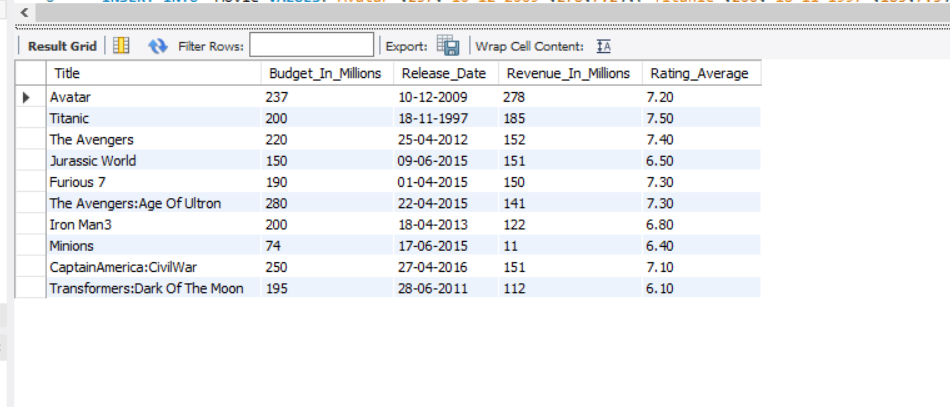 Result Grid Filter Rows: Export: Wrap Cell Content:
Title Budget_In_Millions Release_Date Revenue_In_Millions Rating_Average
Avatar 237 10-12-2009 278 7.20
Titanic 200 18-11-1997 185 7.50
The Avengers 220 25-04-2012 152 7.40
Jurassic World 150 09-06-2015 151 6.50
Furious 7 190 01-04-2015 150 7.30
The Avengers:Age Of Ultron 280 22-04-2015 141 7.30
Iron Man3 200 18-04-2013 122 6.80
Minions 74 17-06-2015 11 6.40
CaptainAmerica:CivilWar 250 27-04-2016 151 7.10
Transformers:Dark Of The Moon 195 28-06-2011 112 6.10